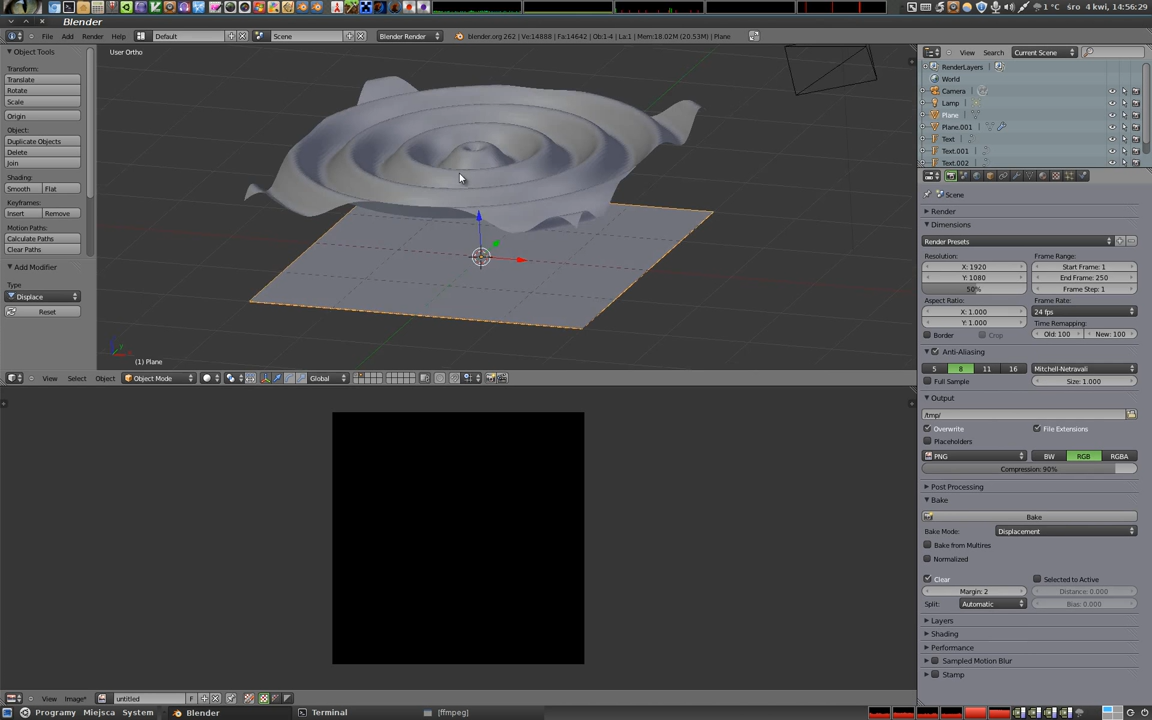 1 °C śro 4 kwi, 14:56:29
Blender
File Add Render Help Default Scene Blender Render blender.org 262 | Ve:14888 | Fa:14642 | Ob:1-4 | La:1 | Mem:18.02M (20.53M) | Plane View Search Current Scene
Object Tools
User Ortho
RenderLayers
World
Camera
Lamp
Plane
Plane.001
Text
Text.001
Text.002
Transform:
Translate
Rotate
Scale
Origin
Object:
Duplicate Objects
Delete
Join
Shading:
Smooth Flat
Keyframes:
Insert Remove
Motion Paths:
Calculate Paths
Clear Paths
Add Modifier
Type
Displace
Reset
(1) Plane
View Select Object Object Mode Global
Scene
Render
Dimensions
Render Presets
Resolution: Frame Range:
X: 1920 Start Frame: 1
Y: 1080 End Frame: 250
50% Frame Step: 1
Aspect Ratio: Frame Rate:
X: 1.000 24 fps
Y: 1.000 Time Remapping:
Border Crop Old: 100 New: 100
Anti-Aliasing
5 8 11 16 Mitchell-Netravali
Full Sample Size: 1.000
Output
/tmp/
Overwrite File Extensions
Placeholders
PNG BW RGB RGBA
Compression: 90%
Post Processing
Bake
Bake
Bake Mode: Displacement
Bake from Multires
Normalized
Clear Selected to Active
Margin: 2 Distance: 0.000
Split: Automatic Bias: 0.000
Layers
Shading
Performance
Sampled Motion Blur
Stamp
View Image* untitled F
Programy Miejsca System Blender Terminal [ffmpeg]